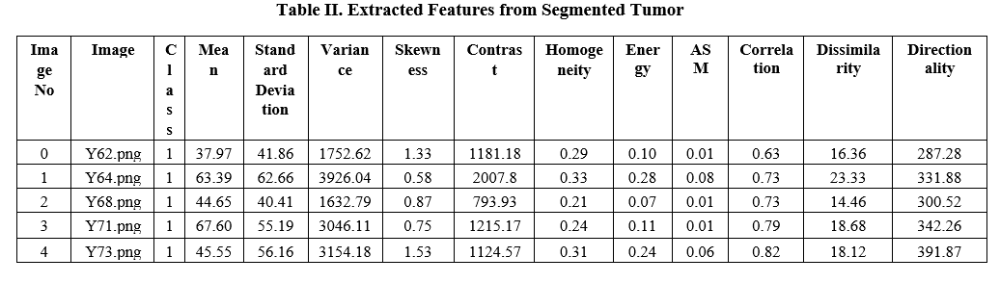 Table II. Extracted Features from Segmented Tumor
Ima ge No | Image | C l a s s | Mea n | Stand ard Devia tion | Varian ce | Skewn ess | Contras t | Homoge neity | Ener gy | AS M | Correla tion | Dissimila rity | Direction ality
0 | Y62.png | 1 | 37.97 | 41.86 | 1752.62 | 1.33 | 1181.18 | 0.29 | 0.10 | 0.01 | 0.63 | 16.36 | 287.28
1 | Y64.png | 1 | 63.39 | 62.66 | 3926.04 | 0.58 | 2007.8 | 0.33 | 0.28 | 0.08 | 0.73 | 23.33 | 331.88
2 | Y68.png | 1 | 44.65 | 40.41 | 1632.79 | 0.87 | 793.93 | 0.21 | 0.07 | 0.01 | 0.73 | 14.46 | 300.52
3 | Y71.png | 1 | 67.60 | 55.19 | 3046.11 | 0.75 | 1215.17 | 0.24 | 0.11 | 0.01 | 0.79 | 18.68 | 342.26
4 | Y73.png | 1 | 45.55 | 56.16 | 3154.18 | 1.53 | 1124.57 | 0.31 | 0.24 | 0.06 | 0.82 | 18.12 | 391.87